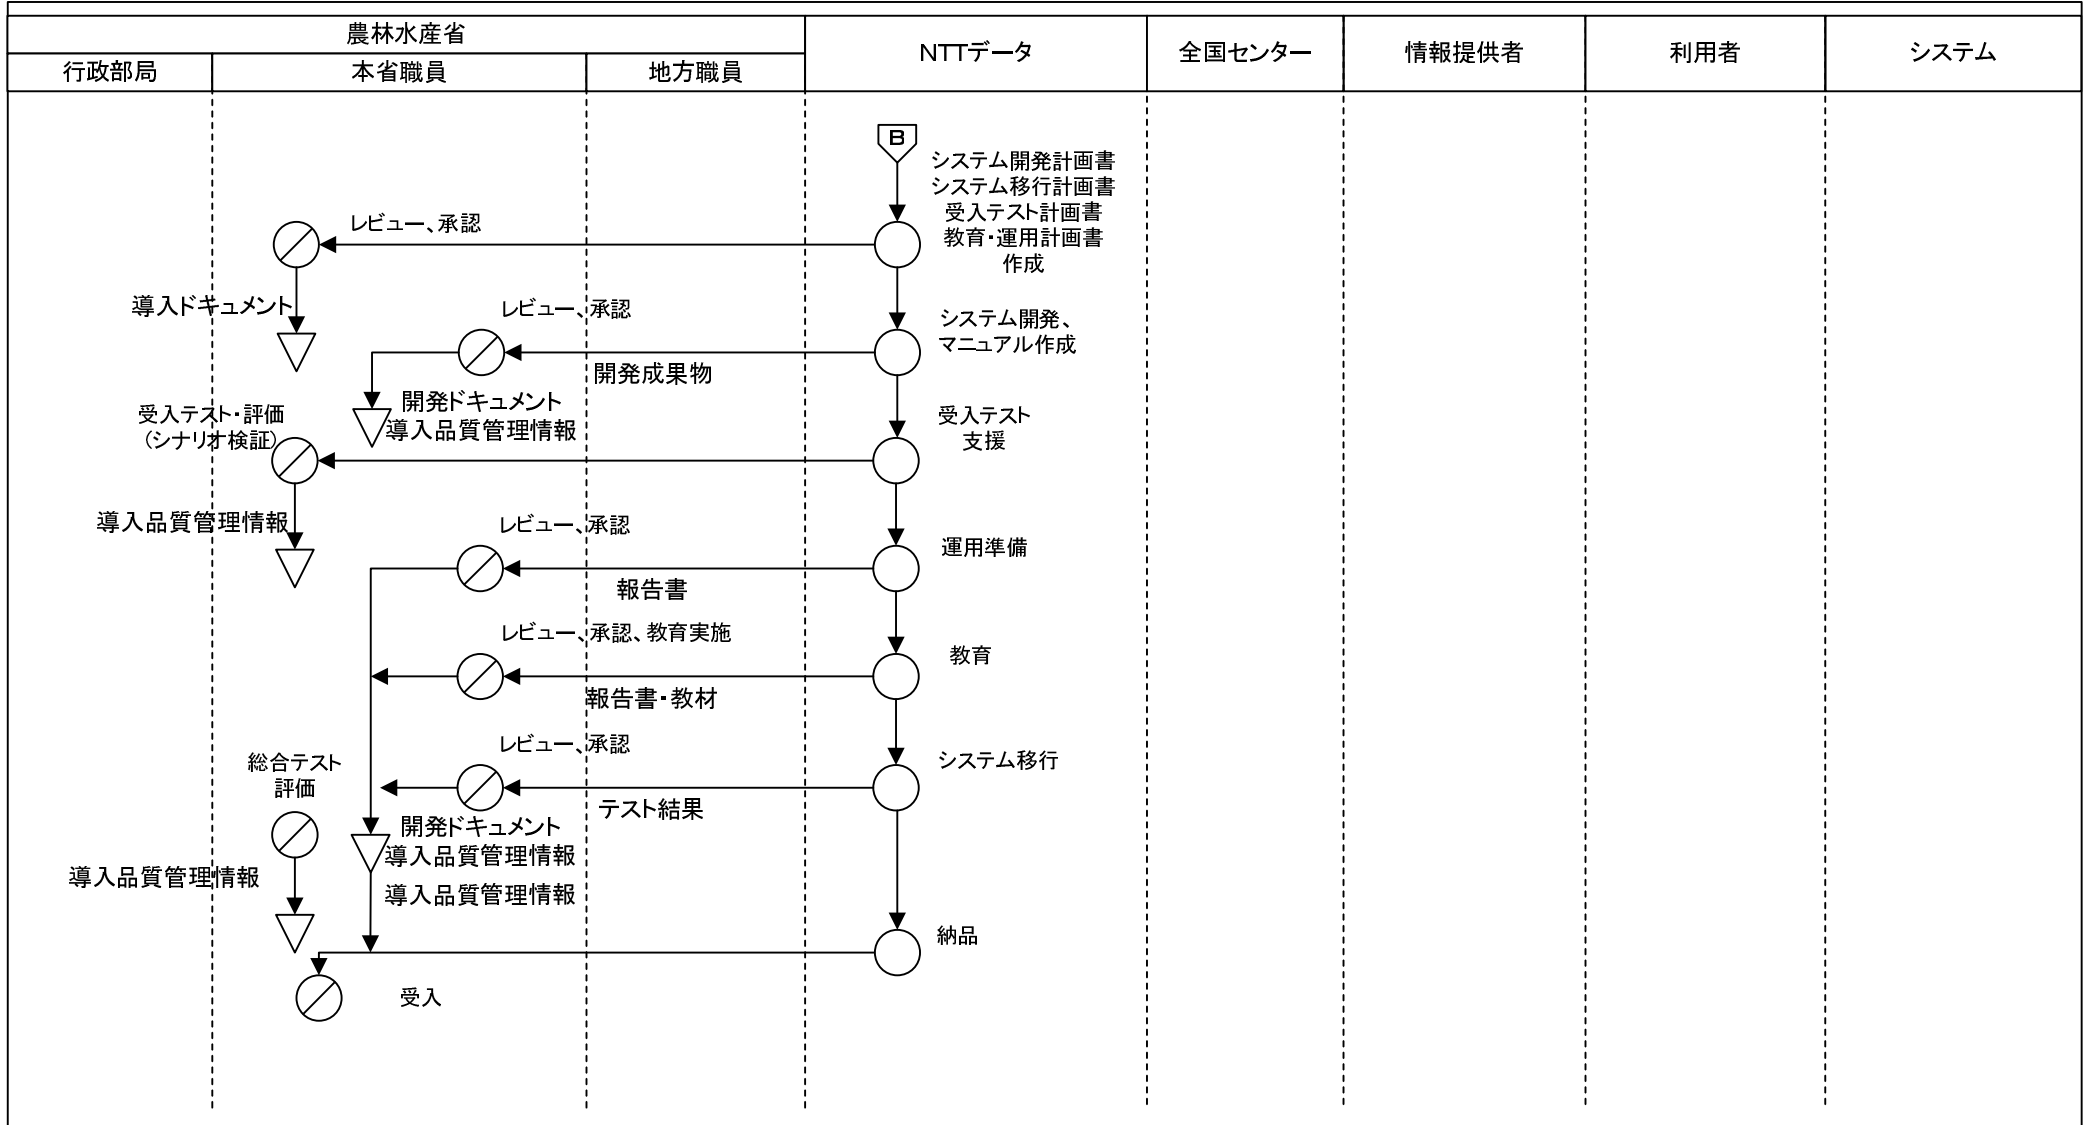 農林水産省
行政部局
本省職員
地方職員
NTTデータ
全国センター
情報提供者
利用者
システム
B
システム開発計画書
システム移行計画書
受入テスト計画書
教育・運用計画書
作成
レビュー、承認
導入ドキュメント
レビュー、承認
システム開発、
マニュアル作成
開発成果物
開発ドキュメント
導入品質管理情報
受入テスト・評価
（シナリオ検証）
受入テスト
支援
導入品質管理情報
レビュー、承認
運用準備
報告書
レビュー、承認、教育実施
教育
報告書・教材
レビュー、承認
システム移行
総合テスト
評価
テスト結果
開発ドキュメント
導入品質管理情報
導入品質管理情報
導入品質管理情報
納品
受入